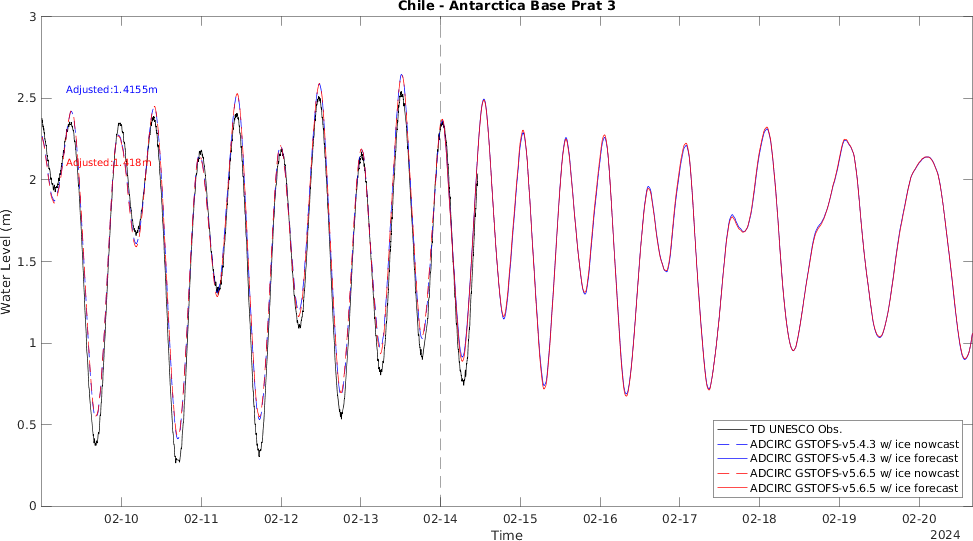 Chile - Antarctica Base Prat 3
3
2.5
2
1.5
1
0.5
0
Water Level (m)
Adjusted:1.4155m
Adjusted:1.418m
TD UNESCO Obs.
ADCIRC GSTOFS-v5.4.3 w/ ice nowcast
ADCIRC GSTOFS-v5.4.3 w/ ice forecast
ADCIRC GSTOFS-v5.6.5 w/ ice nowcast
ADCIRC GSTOFS-v5.6.5 w/ ice forecast
02-10 02-11 02-12 02-13 02-14 02-15 02-16 02-17 02-18 02-19 02-20
Time
2024